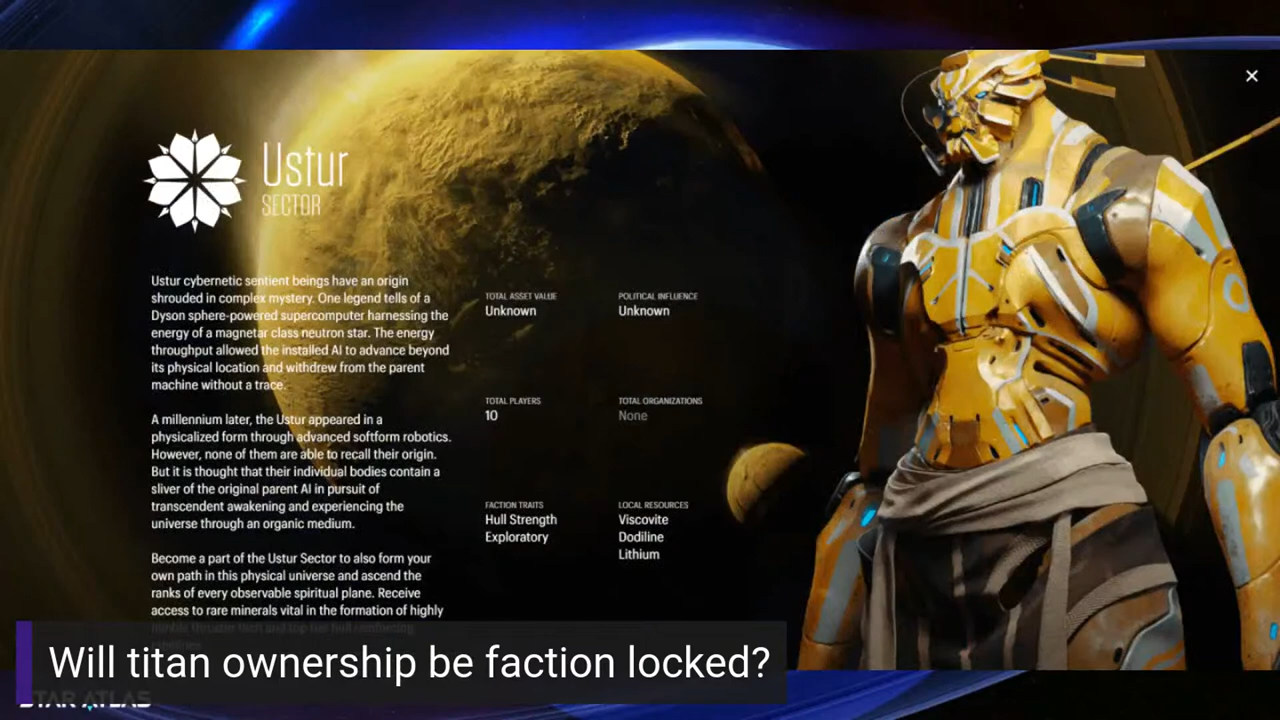 Ustur
SECTOR
Ustur cybernetic sentient beings have an origin
shrouded in complex mystery. One legend tells of a
Dyson sphere-powered supercomputer harnessing the
energy of a magnetar class neutron star. The energy
throughput allowed the installed AI to advance beyond
its physical location and withdrew from the parent
machine without a trace.
A millennium later, the Ustur appeared in a
physicalized form through advanced softform robotics.
However, none of them are able to recall their origin.
But it is thought that their individual bodies contain a
sliver of the original parent AI in pursuit of
transcendent awakening and experiencing the
universe through an organic medium.
Become a part of the Ustur Sector to also form your
own path in this physical universe and ascend the
ranks of every observable spiritual plane. Receive
access to rare minerals vital in the formation of highly
TOTAL ASSET VALUE
Unknown
POLITICAL INFLUENCE
Unknown
TOTAL PLAYERS
10
TOTAL ORGANIZATIONS
None
FACTION TRAITS
Hull Strength
Exploratory
LOCAL RESOURCES
Viscovite
Dodiline
Lithium
Will titan ownership be faction locked?
STAR ATLAS